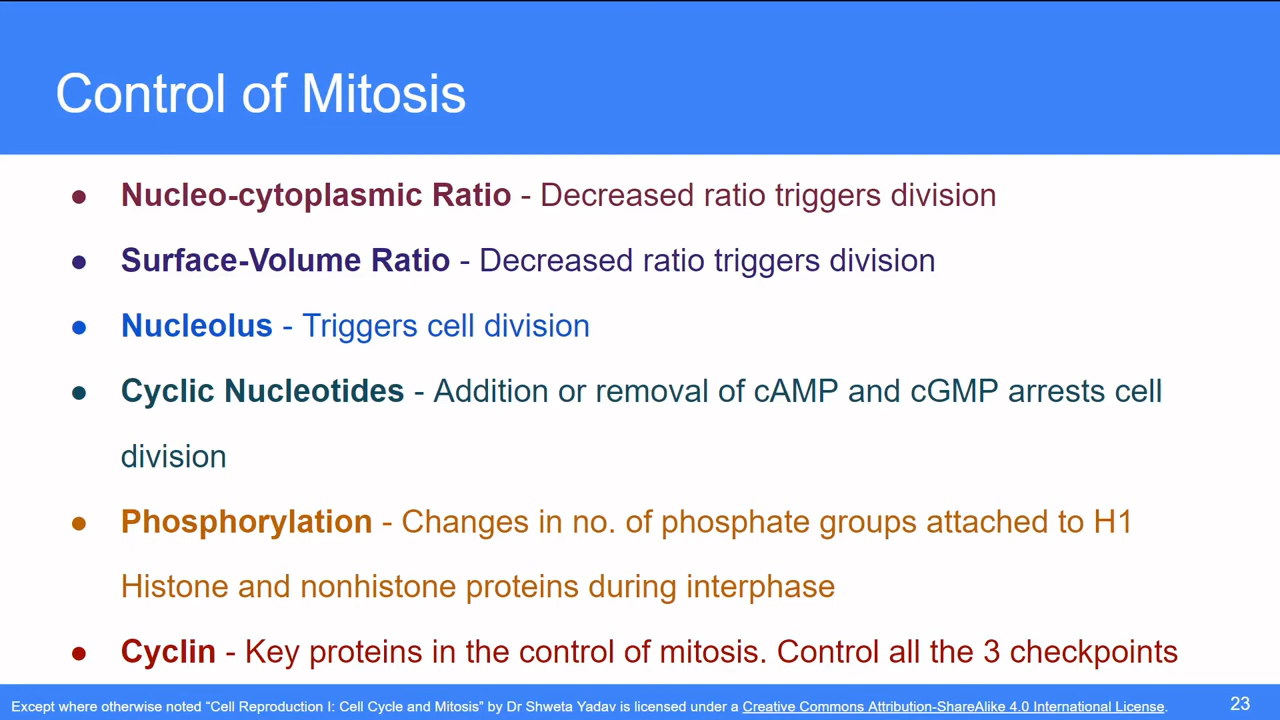 Control of Mitosis
● Nucleo-cytoplasmic Ratio - Decreased ratio triggers division
● Surface-Volume Ratio - Decreased ratio triggers division
● Nucleolus - Triggers cell division
● Cyclic Nucleotides - Addition or removal of cAMP and cGMP arrests cell
division
● Phosphorylation - Changes in no. of phosphate groups attached to H1
Histone and nonhistone proteins during interphase
● Cyclin - Key proteins in the control of mitosis. Control all the 3 checkpoints
Except where otherwise noted “Cell Reproduction I: Cell Cycle and Mitosis” by Dr Shweta Yadav is licensed under a Creative Commons Attribution-ShareAlike 4.0 International License.
23